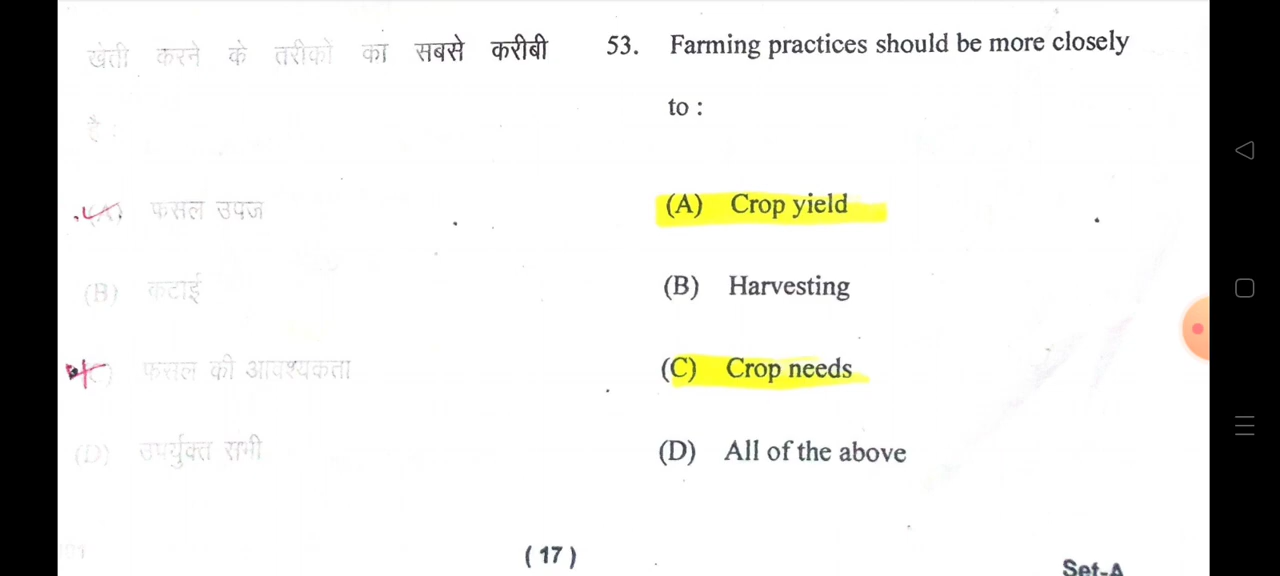 खेती करने के तरीकों का सबसे करीबी
है :
(A) फसल उपज
(B) कटाई
(C) फसल की आवश्यकता
(D) उपर्युक्त सभी
53. Farming practices should be more closely
to :
(A) Crop yield
(B) Harvesting
(C) Crop needs
(D) All of the above
(17)
Set-A